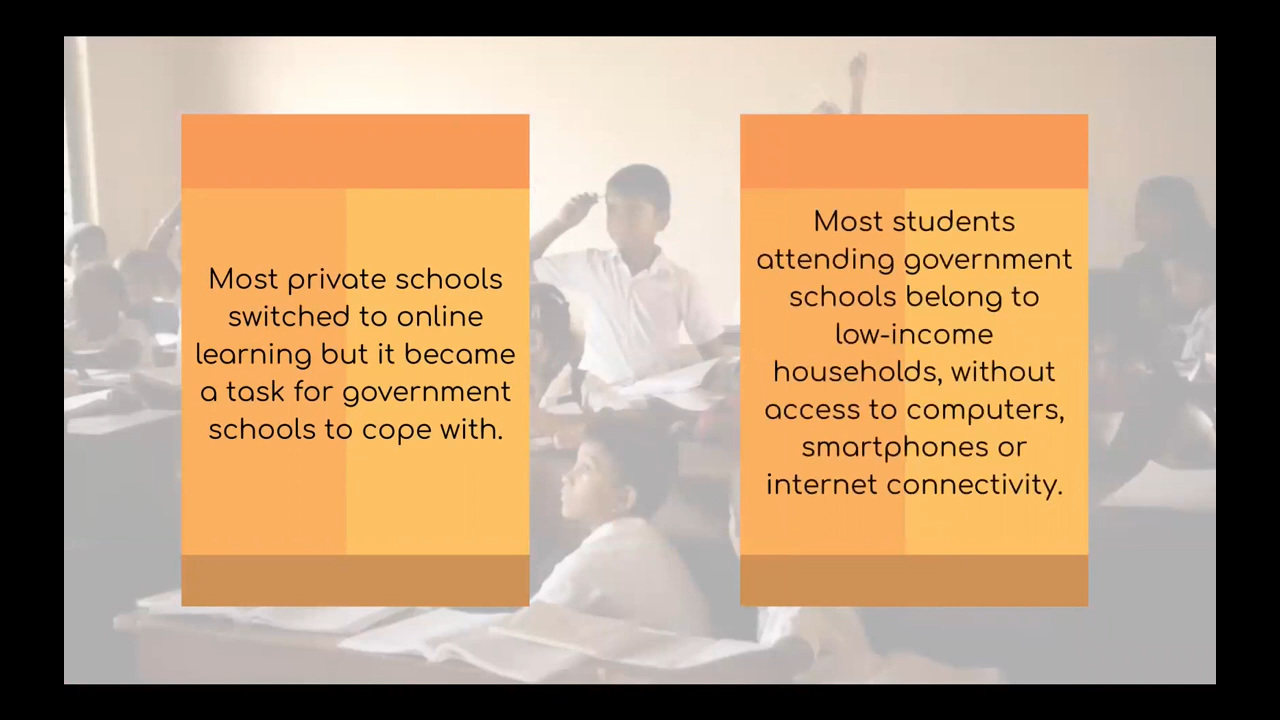 Most private schools
switched to online
learning but it became
a task for government
schools to cope with.
Most students
attending government
schools belong to
low-income
households, without
access to computers,
smartphones or
internet connectivity.